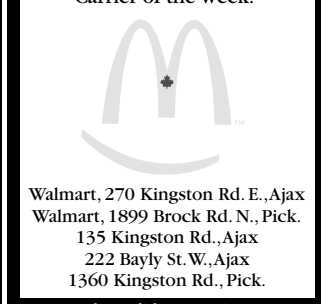 Carrier of the week.
TM
Walmart, 270 Kingston Rd. E., Ajax
Walmart, 1899 Brock Rd. N., Pick.
135 Kingston Rd., Ajax
222 Bayly St. W., Ajax
1360 Kingston Rd., Pick.